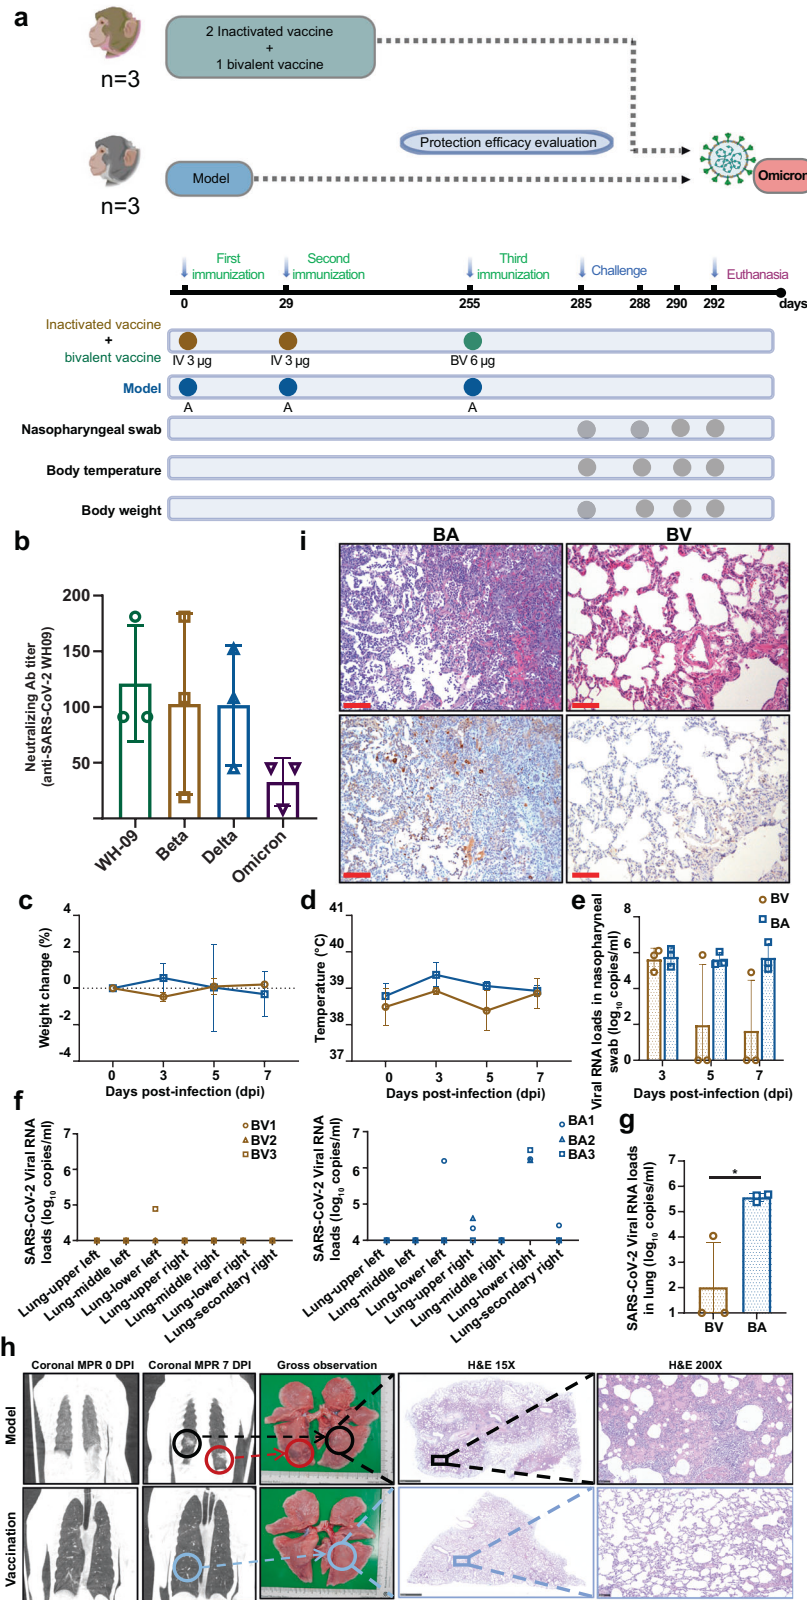 a
2 Inactivated vaccine
+
1 bivalent vaccine
n=3
Protection efficacy evaluation
Model
Omicron
n=3
First
immunization
Second
immunization
Third
immunization
Challenge
Euthanasia
0
29
255
285
288
290
292
days
Inactivated vaccine
+
bivalent vaccine
IV 3 µg
IV 3 µg
BV 6 µg
Model
A
A
A
Nasopharyngeal swab
Body temperature
Body weight
b
Neutralizing Ab titer
(anti-SARS-CoV-2 WH09)
200
150
100
50
WH-09
Beta
Delta
Omicron
i
BA
BV
c
Weight change (%)
4
2
0
-2
-4
0
3
5
7
Days post-infection (dpi)
d
Temperature (°C)
41
40
39
38
37
0
3
5
7
Days post-infection (dpi)
e
BV
BA
Viral RNA loads in nasopharyneal
swab (log10 copies/ml)
6
4
2
0
3
5
7
Days post-infection (dpi)
f
SARS-CoV-2 Viral RNA
loads (log10 copies/ml)
7
6
5
4
BV1
BV2
BV3
Lung-upper left
Lung-middle left
Lung-lower left
Lung-upper right
Lung-middle right
Lung-lower right
Lung-secondary right
SARS-CoV-2 Viral RNA
loads (log10 copies/ml)
7
6
5
4
BA1
BA2
BA3
Lung-upper left
Lung-middle left
Lung-lower left
Lung-upper right
Lung-middle right
Lung-lower right
Lung-secondary right
g
SARS-CoV-2 Viral RNA loads
in lung (log10 copies/ml)
7
6
5
4
3
2
1
*
BV
BA
h
Coronal MPR 0 DPI
Coronal MPR 7 DPI
Gross observation
H&E 15X
H&E 200X
Model
Vaccination